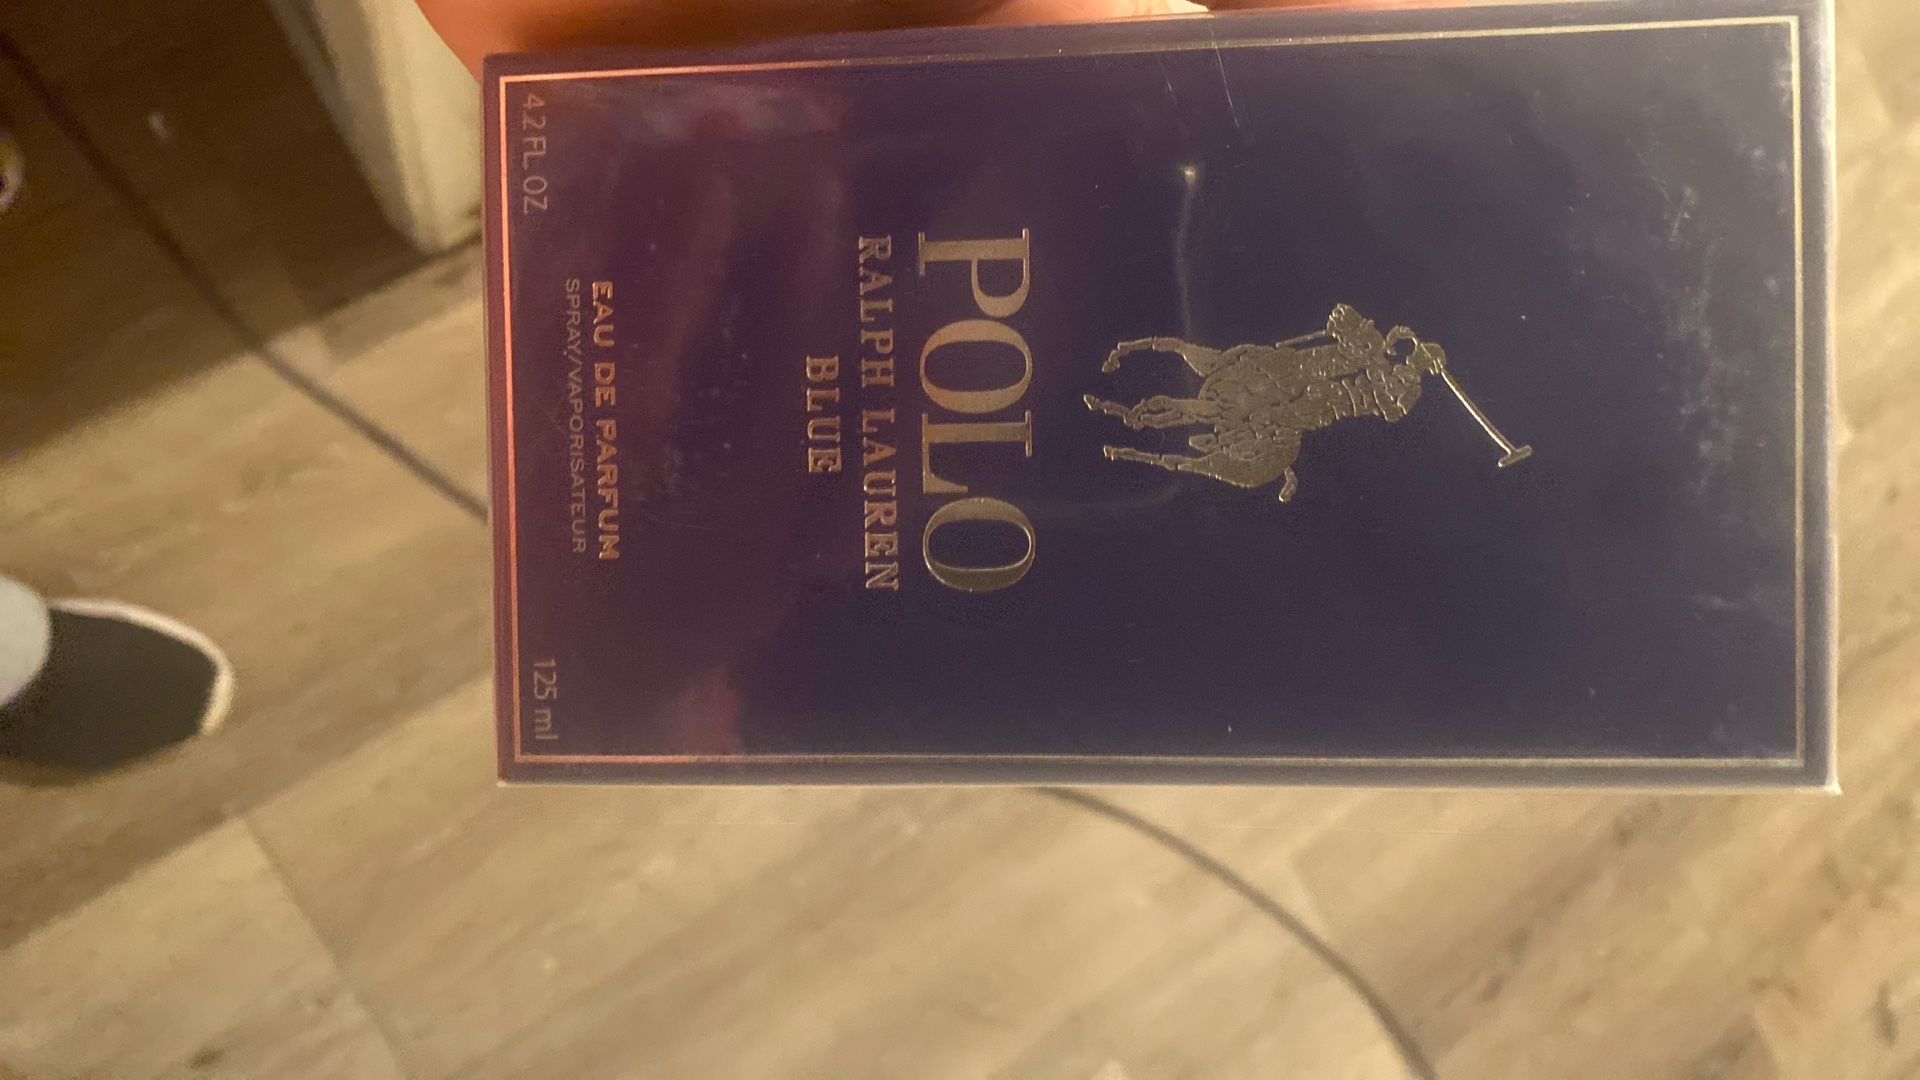 POLO
RALPH LAUREN
BLUE
EAU DE PARFUM
SPRAY/VAPORISATEUR
4.2 FL. OZ.
125 ml